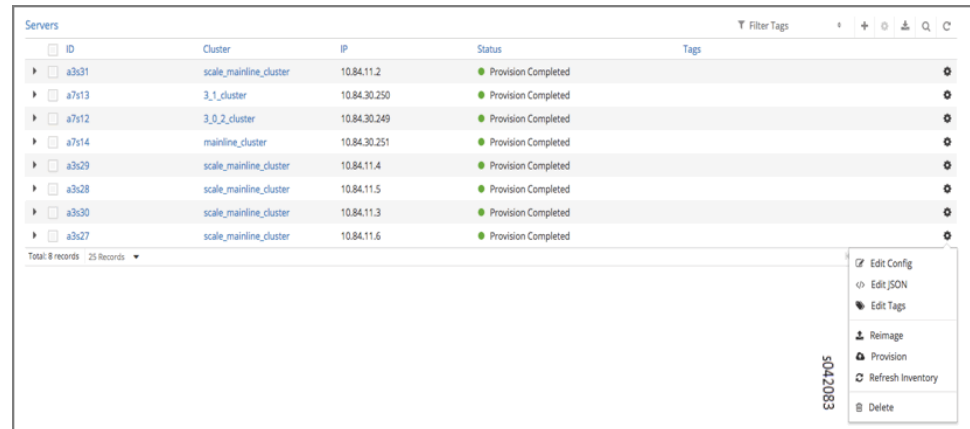 Servers Filter Tags
ID Cluster IP Status Tags
a3s31 scale_mainline_cluster 10.84.11.2 Provision Completed
a7s13 3_1_cluster 10.84.30.250 Provision Completed
a7s12 3_0_2_cluster 10.84.30.249 Provision Completed
a7s14 mainline_cluster 10.84.30.251 Provision Completed
a3s29 scale_mainline_cluster 10.84.11.4 Provision Completed
a3s28 scale_mainline_cluster 10.84.11.5 Provision Completed
a3s30 scale_mainline_cluster 10.84.11.3 Provision Completed
a3s27 scale_mainline_cluster 10.84.11.6 Provision Completed
Total: 8 records 25 Records
Edit Config
Edit JSON
Edit Tags
Reimage
Provision
Refresh Inventory
Delete
s042083